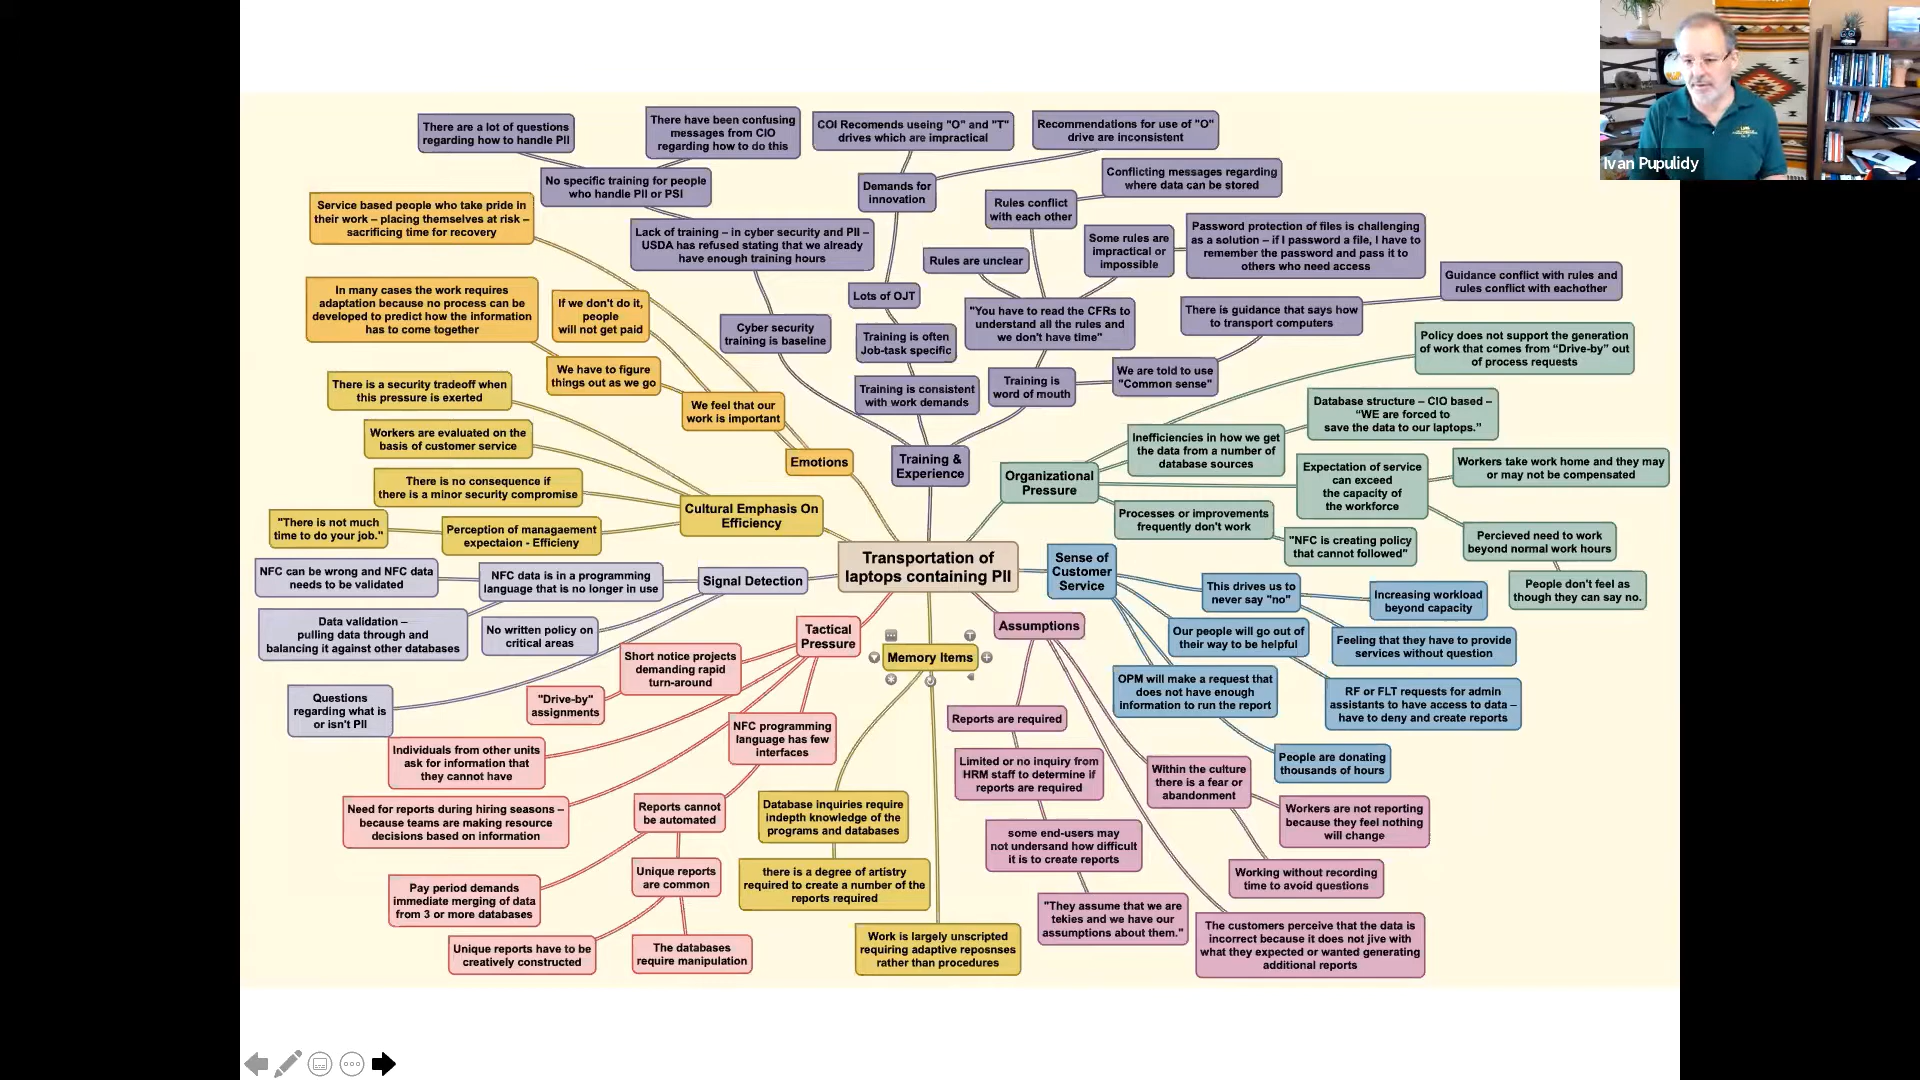 There are a lot of questions
regarding how to handle PII
There have been confusing
messages from CIO
regarding how to do this
COI Recomends useing "O" and "T"
drives which are impractical
Recommendations for use of "O"
drive are inconsistent
Ivan Pupulidy
No specific training for people
who handle PII or PSI
Demands for
innovation
Conflicting messages regarding
where data can be stored
Rules conflict
with each other
Service based people who take pride in
their work – placing themselves at risk –
sacrificing time for recovery
Lack of training – in cyber security and PII –
USDA has refused stating that we already
have enough training hours
Rules are unclear
Some rules are
impractical or
impossible
Password protection of files is challenging
as a solution – if I password a file, I have to
remember the password and pass it to
others who need access
Guidance conflict with rules and
rules conflict with eachother
In many cases the work requires
adaptation because no process can be
developed to predict how the information
has to come together
If we don't do it,
people
will not get paid
Lots of OJT
Cyber security
training is baseline
Training is often
Job-task specific
"You have to read the CFRs to
understand all the rules and
we don't have time"
There is guidance that says how
to transport computers
Policy does not support the generation
of work that comes from “Drive-by” out
of process requests
We have to figure
things out as we go
There is a security tradeoff when
this pressure is exerted
We feel that our
work is important
Training is consistent
with work demands
Training is
word of mouth
We are told to use
"Common sense"
Database structure – CIO based –
“WE are forced to
save the data to our laptops.”
Workers are evaluated on the
basis of customer service
Emotions
Training &
Experience
Organizational
Pressure
Inefficiencies in how we get
the data from a number of
database sources
Expectation of service
can exceed
the capacity of
the workforce
Workers take work home and they may
or may not be compensated
There is no consequence if
there is a minor security compromise
Cultural Emphasis On
Efficiency
Processes or improvements
frequently don't work
"There is not much
time to do your job."
Perception of managaement
expectaion - Efficieny
"NFC is creating policy
that cannot followed”
Percieved need to work
beyond normal work hours
NFC can be wrong and NFC data
needs to be validated
NFC data is in a programming
language that is no longer in use
Signal Detection
Transportation of
laptops containing PII
Sense of
Customer
Service
This drives us to
never say "no"
Increasing workload
beyond capacity
People don't feel as
though they can say no.
Data validation –
pulling data through and
balancing it against other databases
No written policy on
critical areas
Tactical
Pressure
Memory Items
Assumptions
Our people will go out of
their way to be helpful
Feeling that they have to provide
services without question
Short notice projects
demanding rapid
turn-around
OPM will make a request that
does not have enough
information to run the report
RF or FLT requests for admin
assistants to have access to data –
have to deny and create reports
Questions
regarding what is
or isn't PII
"Drive-by"
assignments
NFC programming
language has few
interfaces
Reports are required
Individuals from other units
ask for information that
they cannot have
Limited or no inquiry from
HRM staff to determine if
reports are required
Within the culture
there is a fear or
abandonment
People are donating
thousands of hours
Need for reports during hiring seasons –
because teams are making resource
decisions based on information
Reports cannot
be automated
Database inquiries require
indepth knowledge of the
programs and databases
some end-users may
not undersand how difficult
it is to create reports
Workers are not reporting
because they feel nothing
will change
Pay period demands
immediate merging of data
from 3 or more databases
Unique reports
are common
there is a degree of artistry
required to create a number of the
reports required
Working without recording
time to avoid questions
"They assume that we are
tekies and we have our
assumptions about them."
Unique reports have to be
creatively constructed
The databases
require manipulation
Work is largely unscripted
requiring adaptive reposnses
rather than procedures
The customers perceive that the data is
incorrect because it does not jive with
what they expected or wanted generating
additional reports